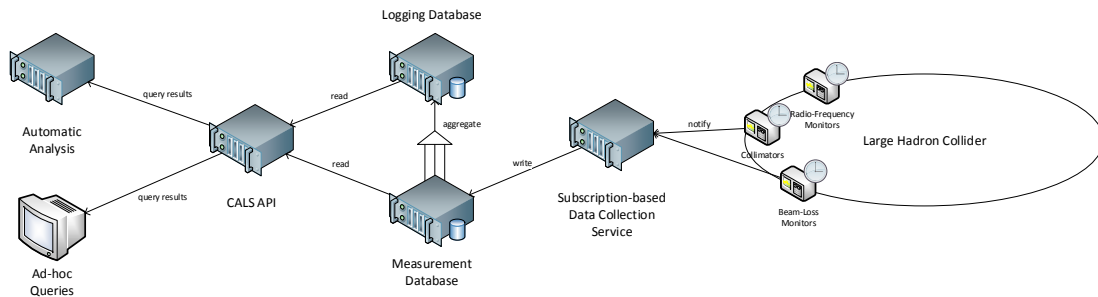 Logging Database
query results
Automatic
Analysis
read
aggregate
notify
Radio-Frequency
Monitors
Large Hadron Collider
Collimators
read
write
query results
CALS API
Subscription-based
Data Collection
Service
Beam-Loss
Monitors
Measurement
Database
Ad-hoc
Queries